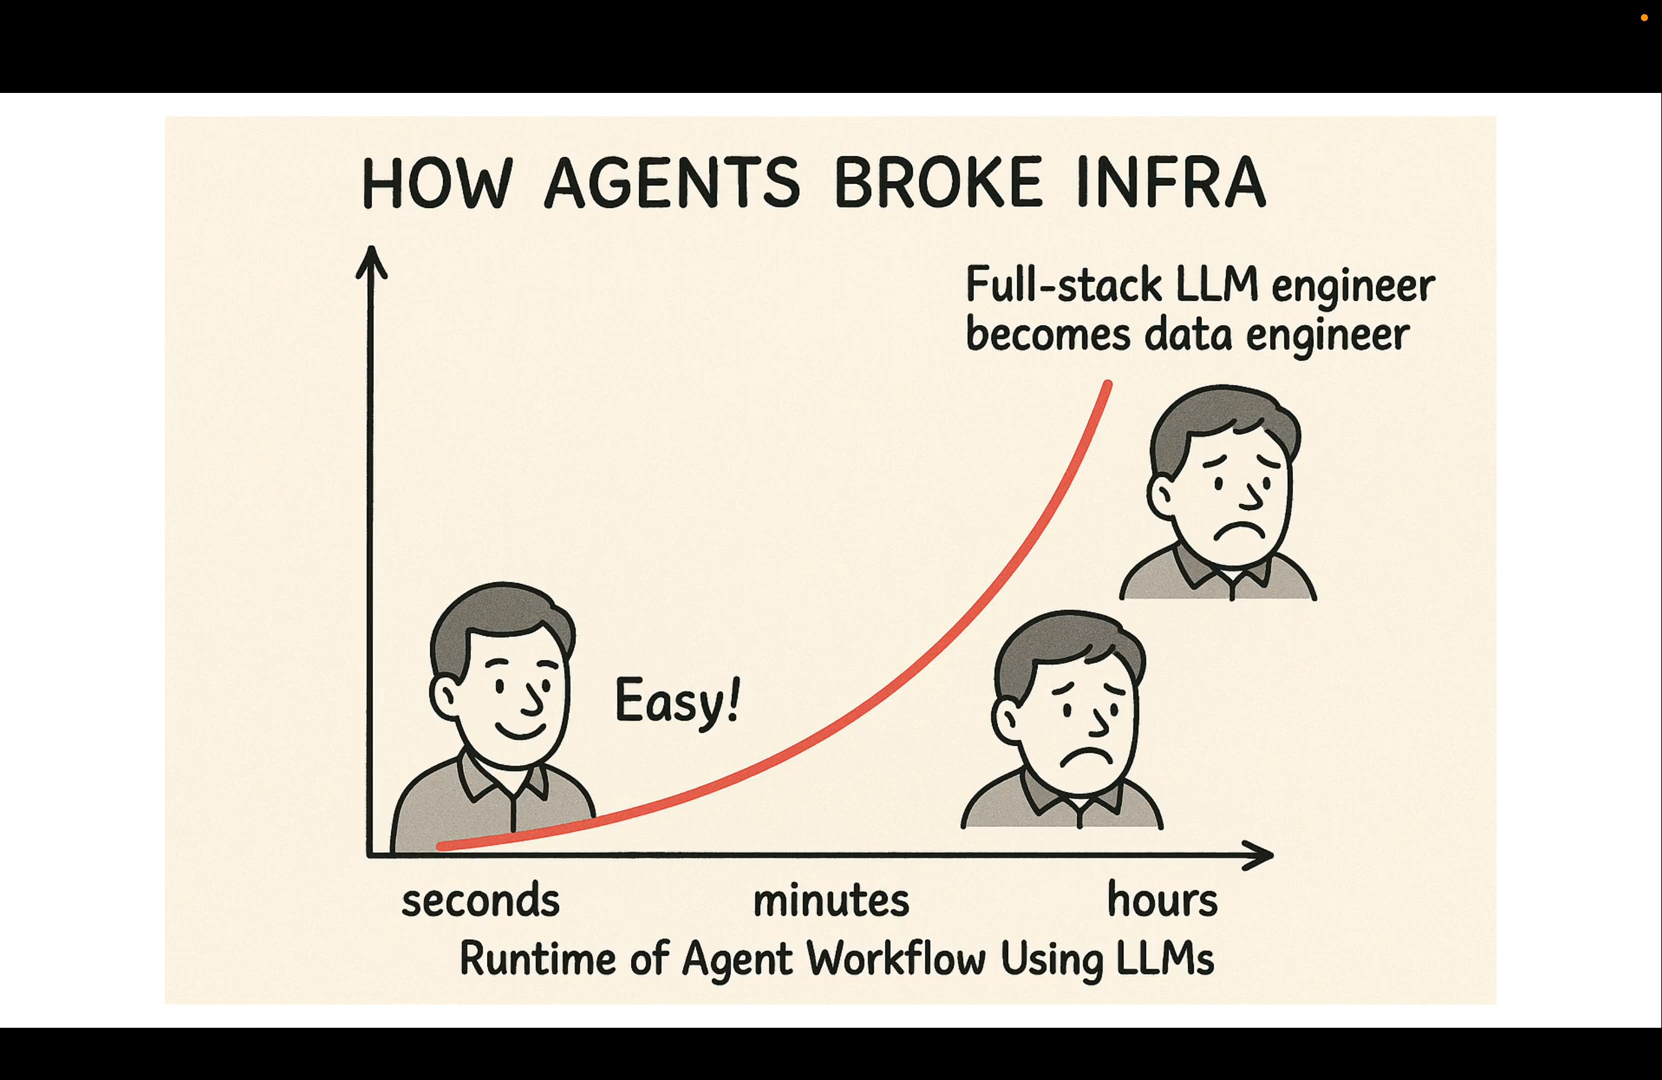 HOW AGENTS BROKE INFRA
Full-stack LLM engineer
becomes data engineer
Easy!
seconds minutes hours
Runtime of Agent Workflow Using LLMs